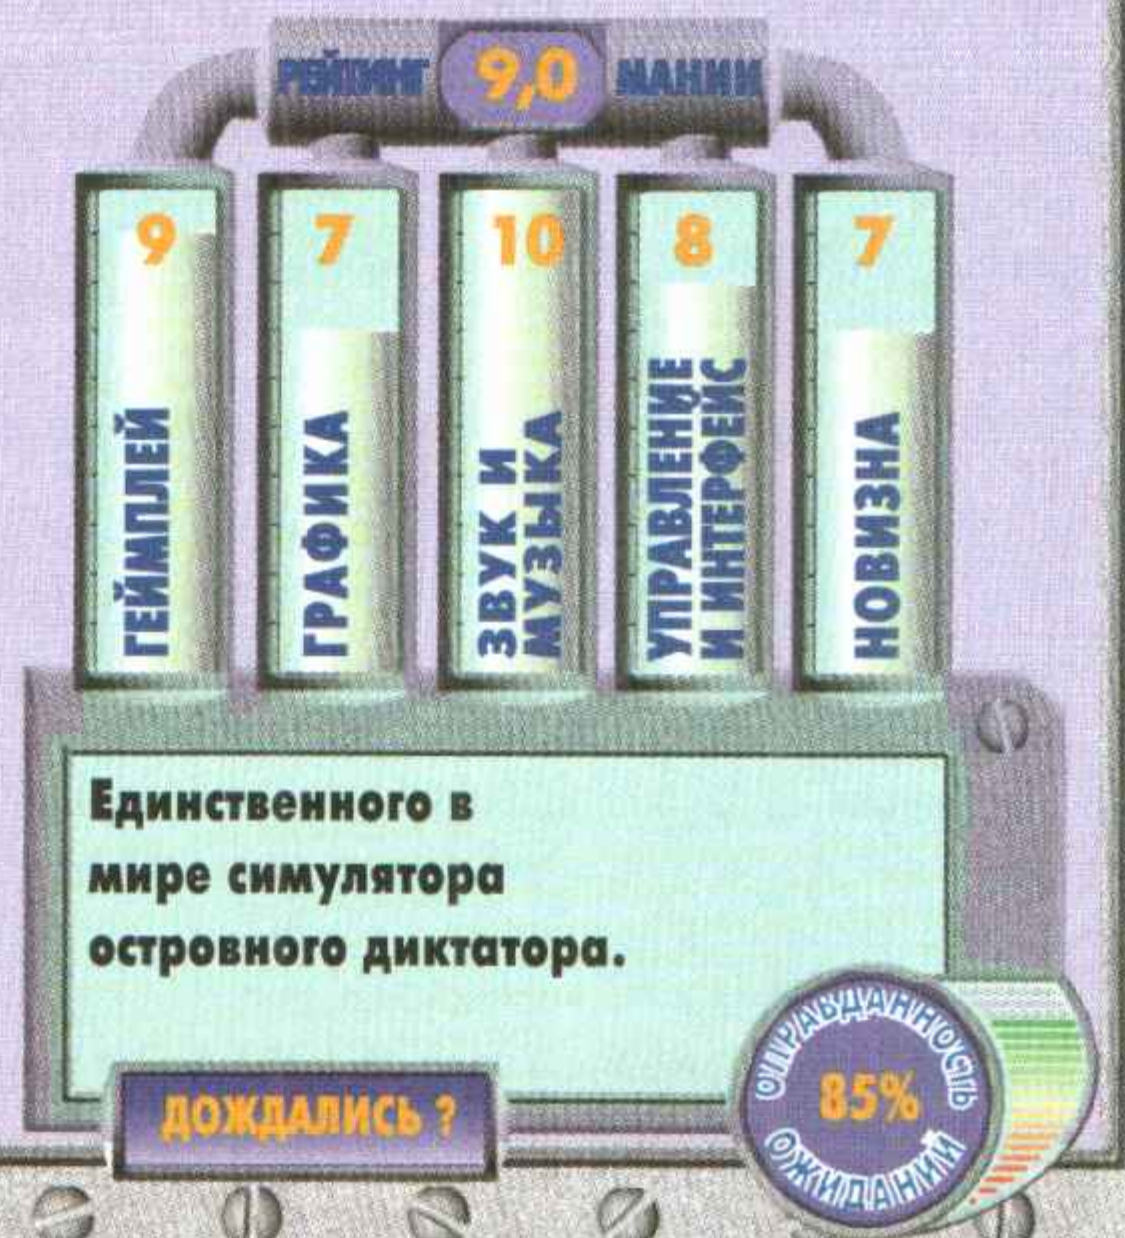 РЕЙТИНГ 9,0 МАНИИ
9 7 10 8 7
ГЕЙМПЛЕЙ
ГРАФИКА
ЗВУК И
МУЗЫКА
УПРАВЛЕНИЕ
И ИНТЕРФЕЙС
НОВИЗНА
Единственного в
мире симулятора
островного диктатора.
ДОЖДАЛИСЬ ?
ОПРАВДАННОСТЬ
85%
ОЖИДАНИЙ